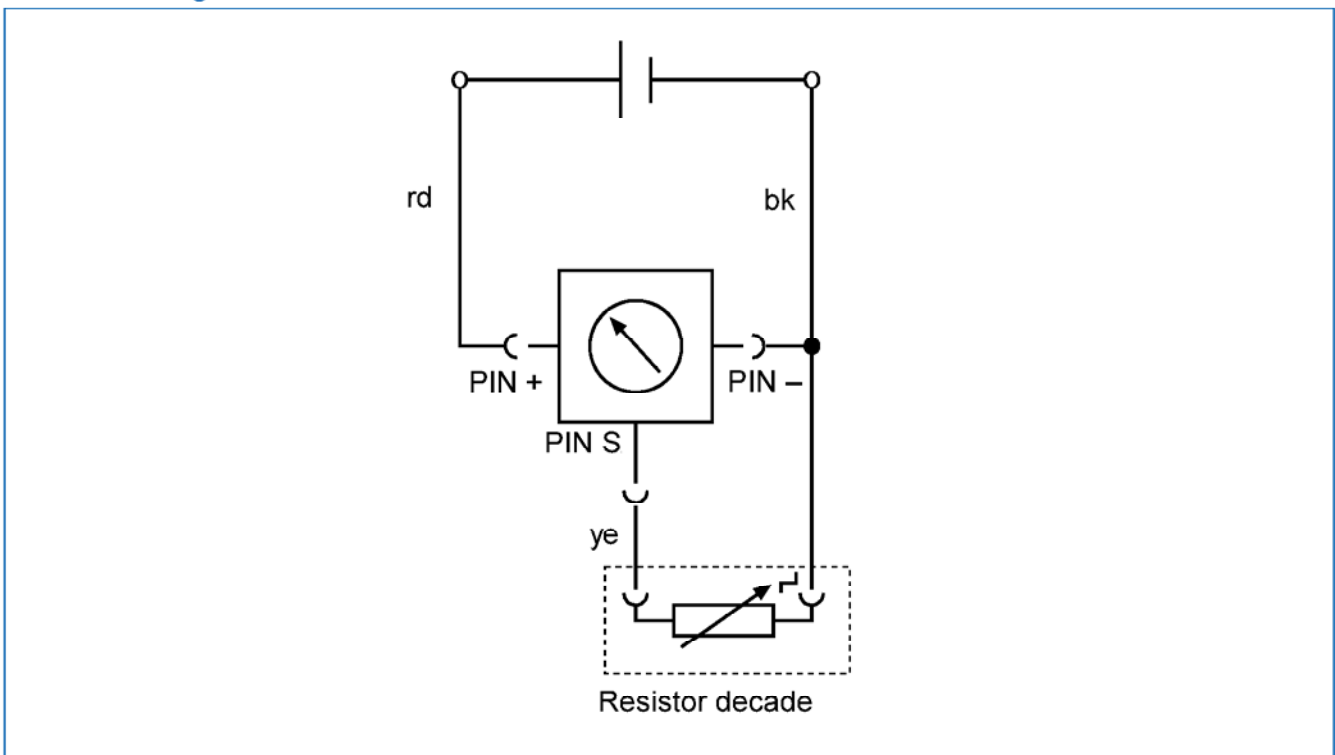 rd
bk
PIN +
PIN –
PIN S
ye
Resistor decade